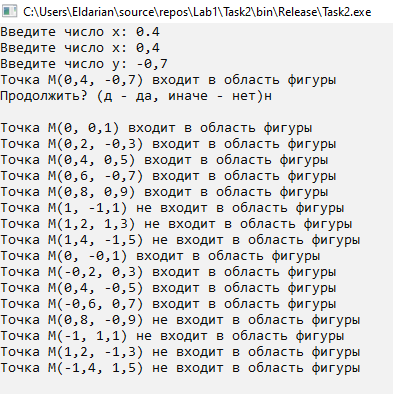 C:\Users\Eldarian\source\repos\Lab1\Task2\bin\Release\Task2.exe
Введите число x: 0.4
Введите число x: 0,4
Введите число y: -0,7
Точка M(0,4, -0,7) входит в область фигуры
Продолжить? (д - да, иначе - нет)н
Точка M(0, 0,1) входит в область фигуры
Точка M(0,2, -0,3) входит в область фигуры
Точка M(0,4, 0,5) входит в область фигуры
Точка M(0,6, -0,7) входит в область фигуры
Точка M(0,8, 0,9) входит в область фигуры
Точка M(1, -1,1) не входит в область фигуры
Точка M(1,2, 1,3) не входит в область фигуры
Точка M(1,4, -1,5) не входит в область фигуры
Точка M(0, -0,1) входит в область фигуры
Точка M(-0,2, 0,3) входит в область фигуры
Точка M(0,4, -0,5) входит в область фигуры
Точка M(-0,6, 0,7) входит в область фигуры
Точка M(0,8, -0,9) не входит в область фигуры
Точка M(-1, 1,1) не входит в область фигуры
Точка M(1,2, -1,3) не входит в область фигуры
Точка M(-1,4, 1,5) не входит в область фигуры